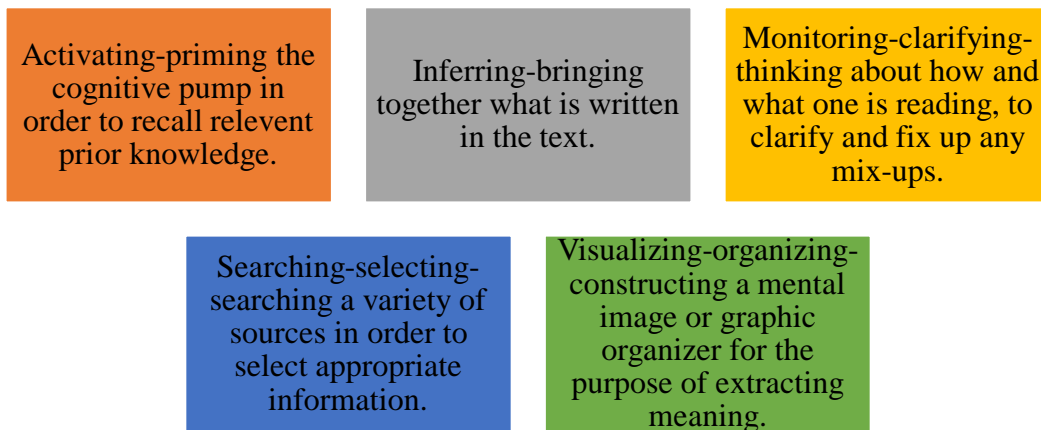 Activating-priming the
cognitive pump in
order to recall relevent
prior knowledge.
Inferring-bringing
together what is written
in the text.
Monitoring-clarifying-
thinking about how and
what one is reading, to
clarify and fix up any
mix-ups.
Searching-selecting-
searching a variety of
sources in order to
select appropriate
information.
Visualizing-organizing-
constructing a mental
image or graphic
organizer for the
purpose of extracting
meaning.